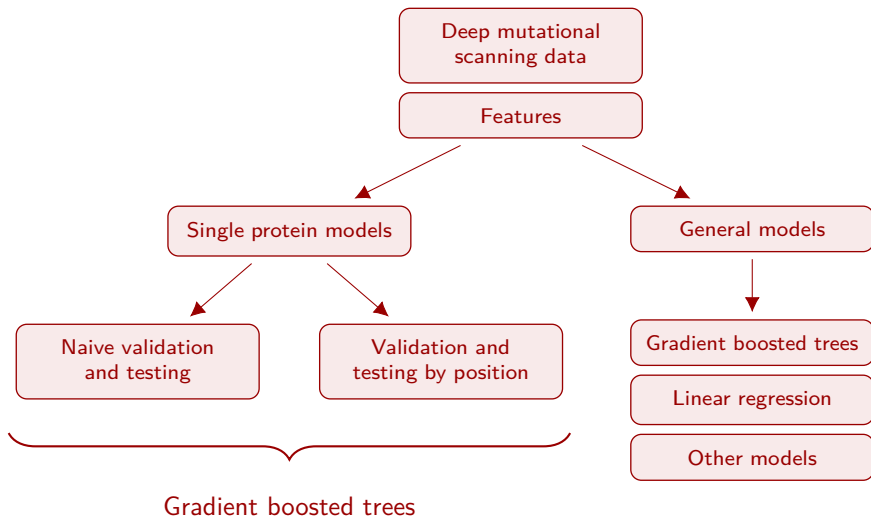 Deep mutational
scanning data
Features
Single protein models
General models
Naive validation
and testing
Validation and
testing by position
Gradient boosted trees
Linear regression
Other models
Gradient boosted trees